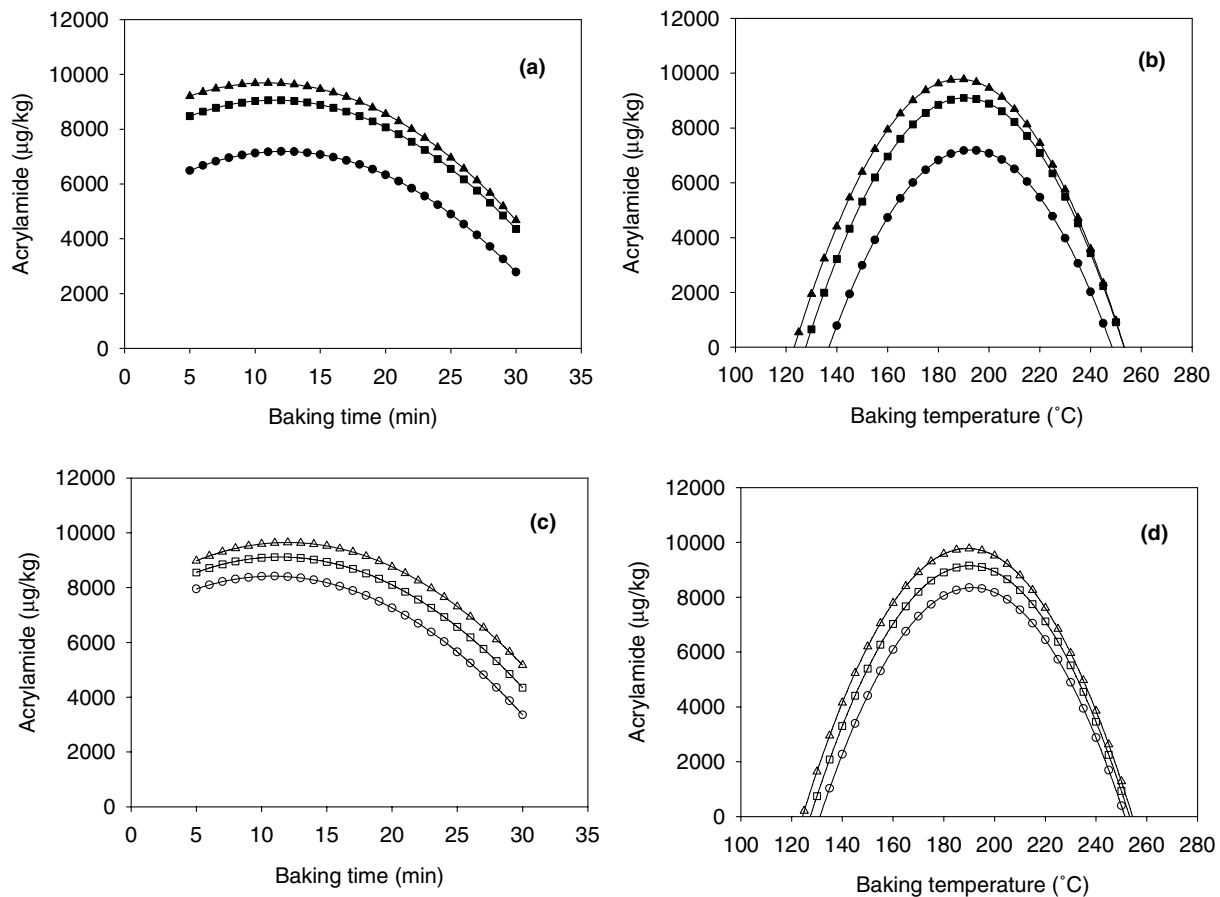 12000
10000
8000
6000
4000
2000
0
Acrylamide (µg/kg)
(a)
0 5 10 15 20 25 30 35
Baking time (min)
12000
10000
8000
6000
4000
2000
0
Acrylamide (µg/kg)
(b)
100 120 140 160 180 200 220 240 260 280
Baking temperature (˚C)
12000
10000
8000
6000
4000
2000
0
Acrylamide (µg/kg)
(c)
0 5 10 15 20 25 30 35
Baking time (min)
12000
10000
8000
6000
4000
2000
0
Acrylamide (µg/kg)
(d)
100 120 140 160 180 200 220 240 260 280
Baking temperature (˚C)